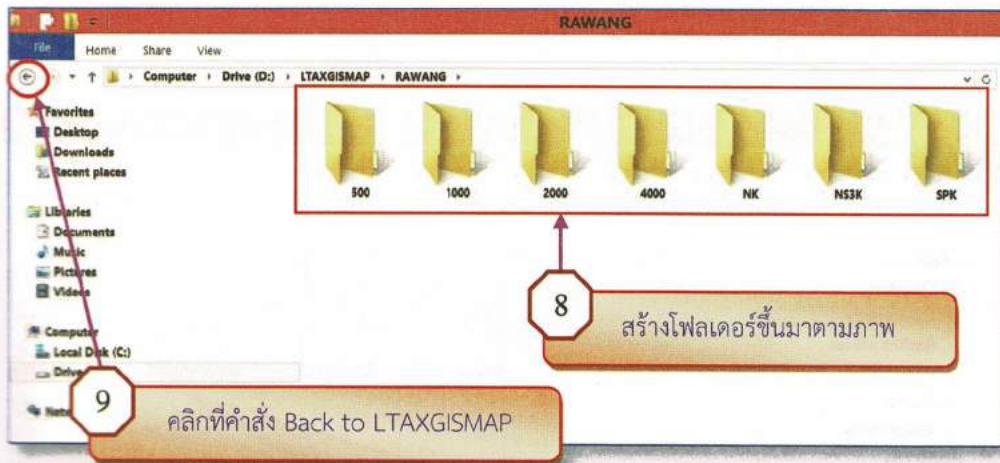 RAWANG
File Home Share View
Computer Drive (D:) LTAXGISMAP RAWANG
Favorites
Desktop
Downloads
Recent places
500 1000 2000 4000 NK NS3K SPK
Libraries
Documents
Music
Pictures
Videos
8
สร้างโฟลเดอร์ขึ้นมาตามภาพ
Computer
Local Disk (C:)
Drive
9
คลิกที่คำสั่ง Back to LTAXGISMAP